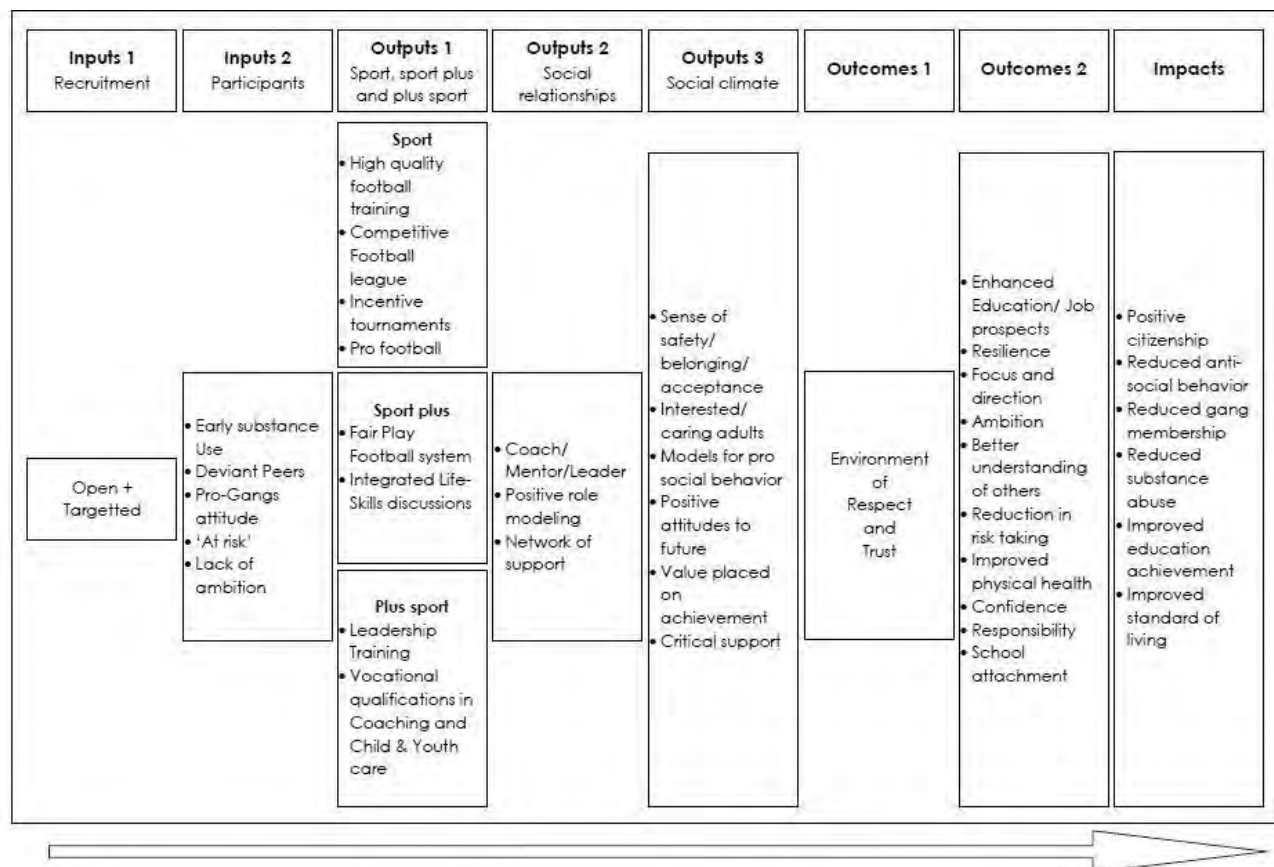 Inputs 1
Recruitment
Inputs 2
Participants
Outputs 1
Sport, sport plus
and plus sport
Outputs 2
Social
relationships
Outputs 3
Social climate
Outcomes 1
Outcomes 2
Impacts
Open +
Targetted
• Early substance
Use
• Deviant Peers
• Pro-Gangs
attitude
• 'At risk'
• Lack of
ambition
Sport
• High quality
football
training
• Competitive
Football
league
• Incentive
tournaments
• Pro football
Sport plus
• Fair Play
Football system
• Integrated Life-
Skills discussions
Plus sport
• Leadership
Training
• Vocational
qualifications in
Coaching and
Child & Youth
care
• Coach/
Mentor/Leader
• Positive role
modeling
• Network of
support
• Sense of
safety/
belonging/
acceptance
• Interested/
caring adults
• Models for pro
social behavior
• Positive
attitudes to
future
• Value placed
on
achievement
• Critical support
Environment
of
Respect
and
Trust
• Enhanced
Education/ Job
prospects
• Resilience
• Focus and
direction
• Ambition
• Better
understanding
of others
• Reduction in
risk taking
• Improved
physical health
• Confidence
• Responsibility
• School
attachment
• Positive
citizenship
• Reduced anti-
social behavior
• Reduced gang
membership
• Reduced
substance
abuse
• Improved
education
achievement
• Improved
standard of
living